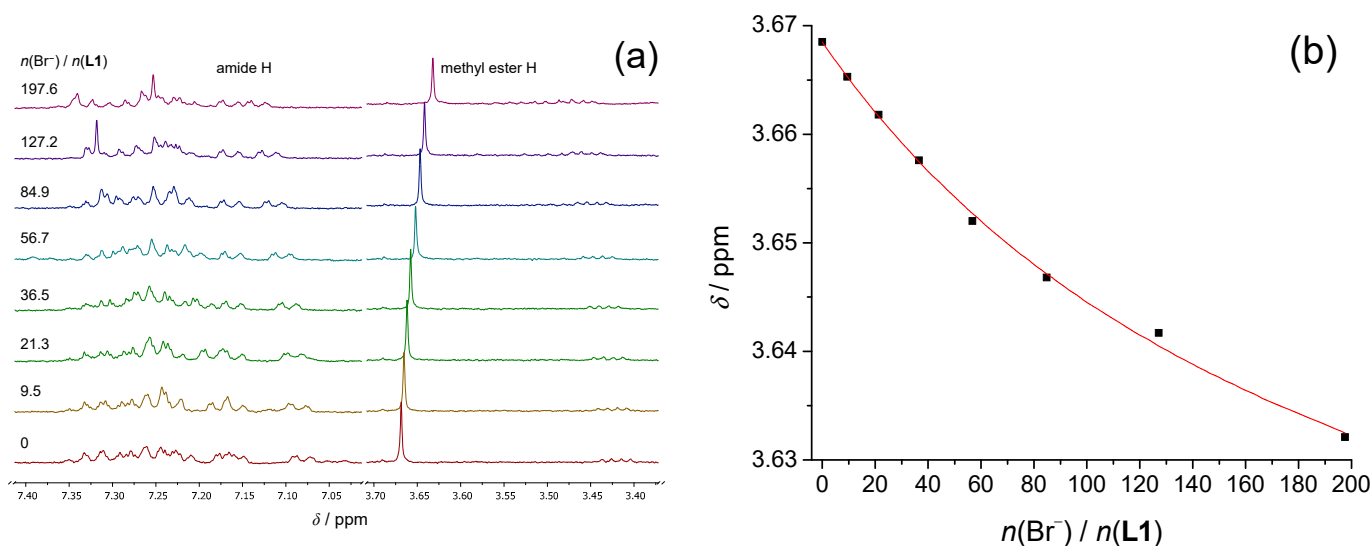 n(Br⁻) / n(L1)
amide H
methyl ester H
(a)
197.6
127.2
84.9
56.7
36.5
21.3
9.5
0
7.40 7.35 7.30 7.25 7.20 7.15 7.10 7.05 3.70 3.65 3.60 3.55 3.50 3.45 3.40
δ / ppm
(b)
3.67
3.66
3.65
3.64
3.63
δ / ppm
0 20 40 60 80 100 120 140 160 180 200
n(Br⁻) / n(L1)